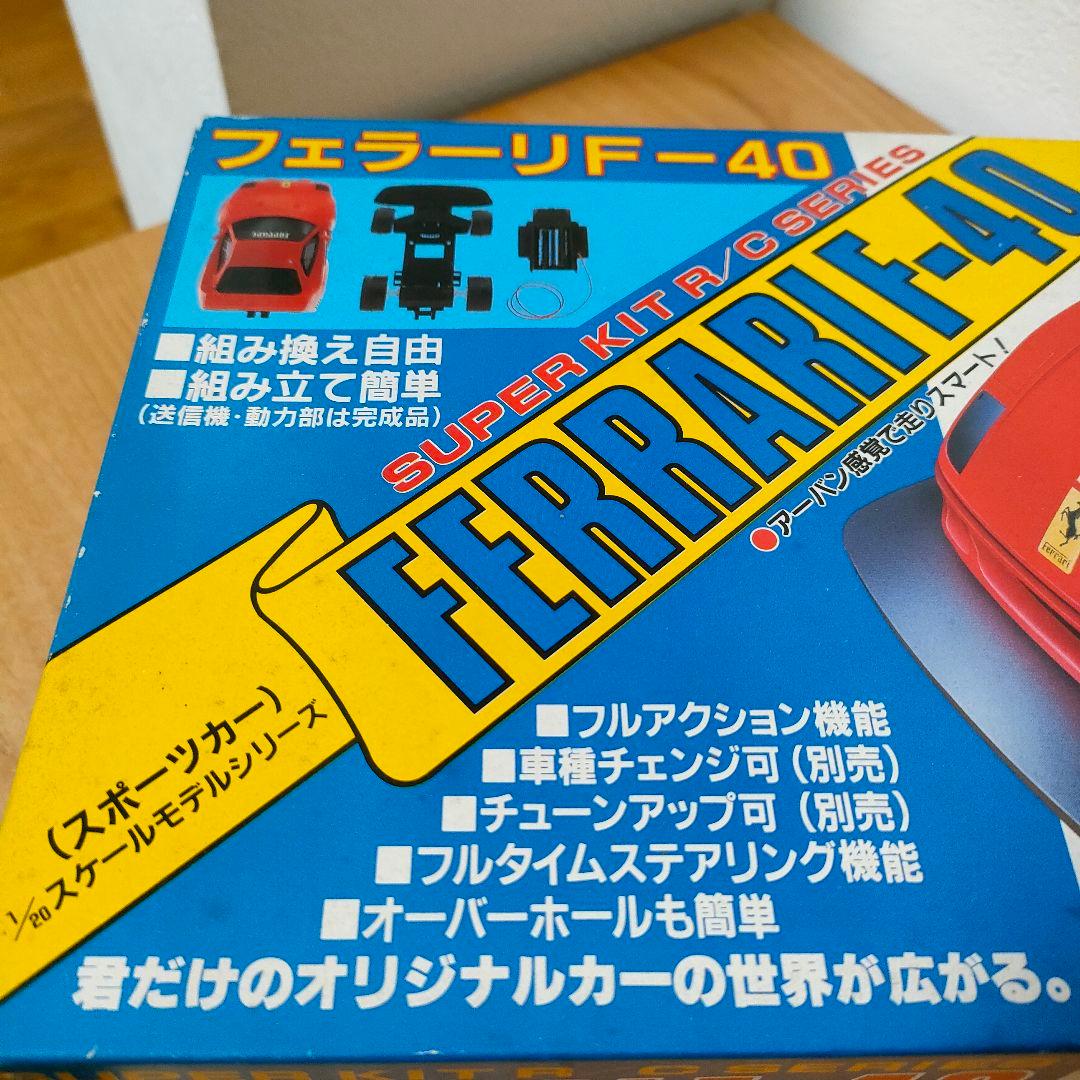 フェラーリF-40
■組み換え自由
■組み立て簡単
(送信機・動力部は完成品)
SUPER KIT R/C SERIES
FERRARI F-40
●アーバン感覚で走りスマート!
Ferrari
(スポーツカー)
1/20スケールモデルシリーズ
■フルアクション機能
■車種チェンジ可(別売)
■チューンアップ可(別売)
■フルタイムステアリング機能
■オーバーホールも簡単
君だけのオリジナルカーの世界が広がる。